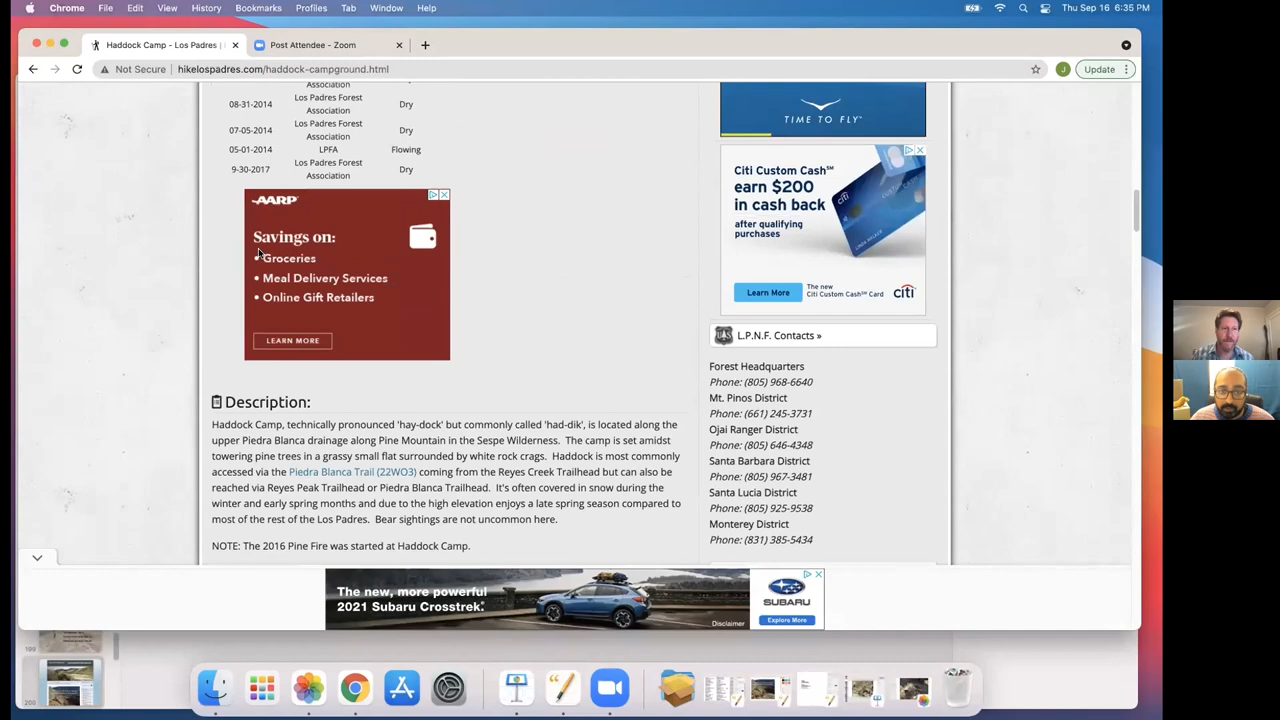 Chrome File Edit View History Bookmarks Profiles Tab Window Help Thu Sep 16 6:35 PM
Haddock Camp - Los Padres | Post Attendee - Zoom
Not Secure | hikelospadres.com/haddock-campground.html J Update
Association
08-31-2014 Los Padres Forest Association Dry
07-05-2014 Los Padres Forest Association Dry
05-01-2014 LPFA Flowing
9-30-2017 Los Padres Forest Association Dry
AARP
Savings on:
• Groceries
• Meal Delivery Services
• Online Gift Retailers
LEARN MORE
Description:
Haddock Camp, technically pronounced 'hay-dock' but commonly called 'had-dik', is located along the
upper Piedra Blanca drainage along Pine Mountain in the Sespe Wilderness. The camp is set amidst
towering pine trees in a grassy small flat surrounded by white rock crags. Haddock is most commonly
accessed via the Piedra Blanca Trail (22WO3) coming from the Reyes Creek Trailhead but can also be
reached via Reyes Peak Trailhead or Piedra Blanca Trailhead. It's often covered in snow during the
winter and early spring months and due to the high elevation enjoys a late spring season compared to
most of the rest of the Los Padres. Bear sightings are not uncommon here.
NOTE: The 2016 Pine Fire was started at Haddock Camp.
TIME TO FLY
Citi Custom Cash℠
earn $200
in cash back
after qualifying
purchases
citi
LINDA WALKER
Learn More
The new
Citi Custom Cash℠ Card
citi
L.P.N.F. Contacts »
Forest Headquarters
Phone: (805) 968-6640
Mt. Pinos District
Phone: (661) 245-3731
Ojai Ranger District
Phone: (805) 646-4348
Santa Barbara District
Phone: (805) 967-3481
Santa Lucia District
Phone: (805) 925-9538
Monterey District
Phone: (831) 385-5434
The new, more powerful
2021 Subaru Crosstrek.
Disclaimer
SUBARU
Explore More
199
200